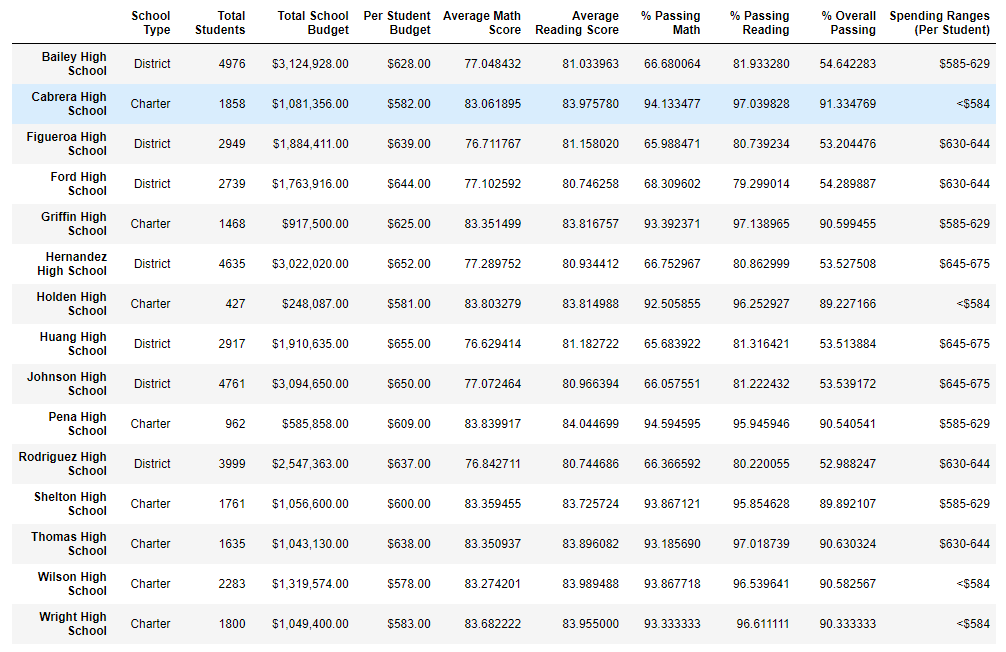 School Type Total Students Total School Budget Per Student Budget Average Math Score Average Reading Score % Passing Math % Passing Reading % Overall Passing Spending Ranges (Per Student)
Bailey High School District 4976 $3,124,928.00 $628.00 77.048432 81.033963 66.680064 81.933280 54.642283 $585-629
Cabrera High School Charter 1858 $1,081,356.00 $582.00 83.061895 83.975780 94.133477 97.039828 91.334769 <$584
Figueroa High School District 2949 $1,884,411.00 $639.00 76.711767 81.158020 65.988471 80.739234 53.204476 $630-644
Ford High School District 2739 $1,763,916.00 $644.00 77.102592 80.746258 68.309602 79.299014 54.289887 $630-644
Griffin High School Charter 1468 $917,500.00 $625.00 83.351499 83.816757 93.392371 97.138965 90.599455 $585-629
Hernandez High School District 4635 $3,022,020.00 $652.00 77.289752 80.934412 66.752967 80.862999 53.527508 $645-675
Holden High School Charter 427 $248,087.00 $581.00 83.803279 83.814988 92.505855 96.252927 89.227166 <$584
Huang High School District 2917 $1,910,635.00 $655.00 76.629414 81.182722 65.683922 81.316421 53.513884 $645-675
Johnson High School District 4761 $3,094,650.00 $650.00 77.072464 80.966394 66.057551 81.222432 53.539172 $645-675
Pena High School Charter 962 $585,858.00 $609.00 83.839917 84.044699 94.594595 95.945946 90.540541 $585-629
Rodriguez High School District 3999 $2,547,363.00 $637.00 76.842711 80.744686 66.366592 80.220055 52.988247 $630-644
Shelton High School Charter 1761 $1,056,600.00 $600.00 83.359455 83.725724 93.867121 95.854628 89.892107 $585-629
Thomas High School Charter 1635 $1,043,130.00 $638.00 83.350937 83.896082 93.185690 97.018739 90.630324 $630-644
Wilson High School Charter 2283 $1,319,574.00 $578.00 83.274201 83.989488 93.867718 96.539641 90.582567 <$584
Wright High School Charter 1800 $1,049,400.00 $583.00 83.682222 83.955000 93.333333 96.611111 90.333333 <$584